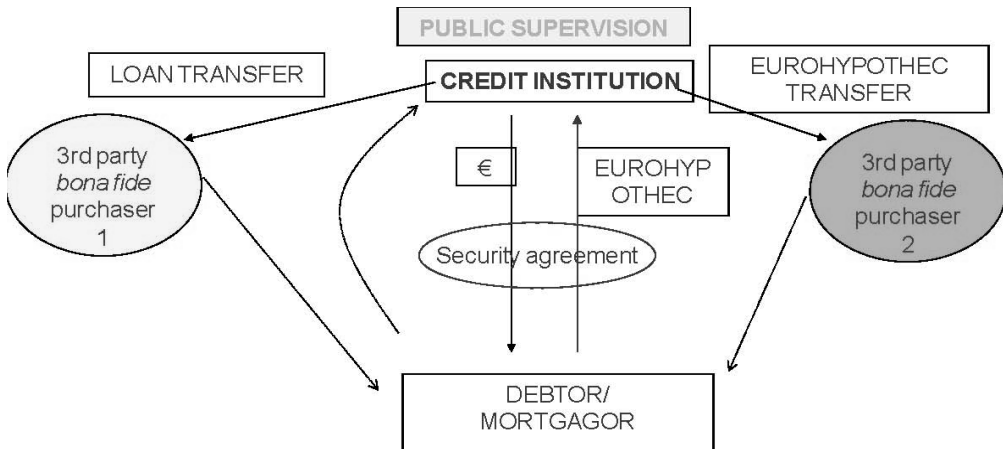 PUBLIC SUPERVISION
LOAN TRANSFER
CREDIT INSTITUTION
EUROHYPOTHEC
TRANSFER
3rd party
bona fide
purchaser
1
€
EUROHYP
OTHEC
3rd party
bona fide
purchaser
2
Security agreement
DEBTOR/
MORTGAGOR